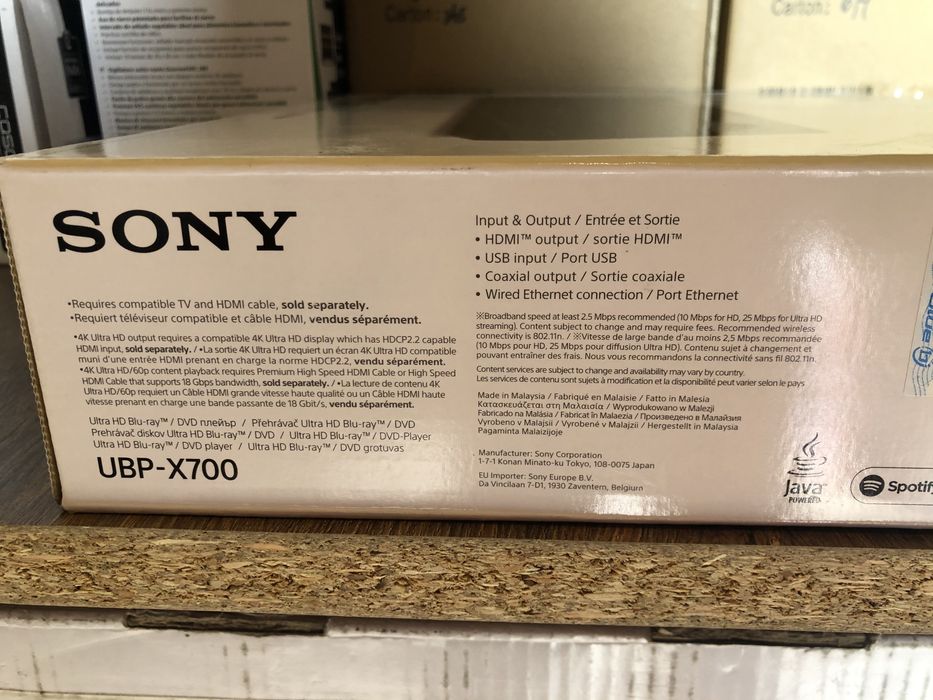 Carton:
Carton:
SONY
•Requires compatible TV and HDMI cable, sold separately.
•Requiert téléviseur compatible et câble HDMI, vendus séparément.
•4K Ultra HD output requires a compatible 4K Ultra HD display which has HDCP2.2 capable
HDMI input, sold separately. / •La sortie 4K Ultra HD requiert un écran 4K Ultra HD compatible
muni d'une entrée HDMI prenant en charge la norme HDCP2.2, vendu séparément.
•4K Ultra HD/60p content playback requires Premium High Speed HDMI Cable or High Speed
HDMI Cable that supports 18 Gbps bandwidth, sold separately. / •La lecture de contenu 4K
Ultra HD/60p requiert un Câble HDMI grande vitesse haute qualité ou un Câble HDMI haute
vitesse prenant en charge une bande passante de 18 Gbit/s, vendu séparément.
Ultra HD Blu-ray™ / DVD плейър / Přehrávač Ultra HD Blu-ray™ / DVD
Prehrávač diskov Ultra HD Blu-ray™ / DVD / Ultra HD Blu-ray™ / DVD-Player
Ultra HD Blu-ray™ / DVD player / Ultra HD Blu-ray™ / DVD grotuvas
UBP-X700
Input & Output / Entrée et Sortie
• HDMI™ output / sortie HDMI™
• USB input / Port USB
• Coaxial output / Sortie coaxiale
• Wired Ethernet connection / Port Ethernet
※Broadband speed at least 2.5 Mbps recommended (10 Mbps for HD, 25 Mbps for Ultra HD
streaming). Content subject to change and may require fees. Recommended wireless
connectivity is 802.11n. / ※Vitesse de large bande d'au moins 2,5 Mbps recommandée
(10 Mbps pour HD, 25 Mbps pour diffusion Ultra HD). Contenu sujet à changement et
pouvant entraîner des frais. Nous vous recommandons la connectivité sans fil 802.11n.
Content services are subject to change and availability may vary by country.
Les services de contenu sont sujets à modification et la disponibilité peut varier selon le pays
Made in Malaysia / Fabriqué en Malaisie / Fatto in Malesia
Κατασκευάζεται στη Μαλαισία / Wyprodukowano w Malezji
Fabricado na Malásia / Fabricat în Malaezia / Произведено в Малайзия
Vyrobeno v Malajsii / Vyrobené v Malajzii / Hergestellt in Malaysia
Pagaminta Malaizijoje
Manufacturer: Sony Corporation
1-7-1 Konan Minato-ku Tokyo, 108-0075 Japan
EU Importer: Sony Europe B.V.
Da Vincilaan 7-D1, 1930 Zaventem, Belgium
Java
POWERED
Spotify